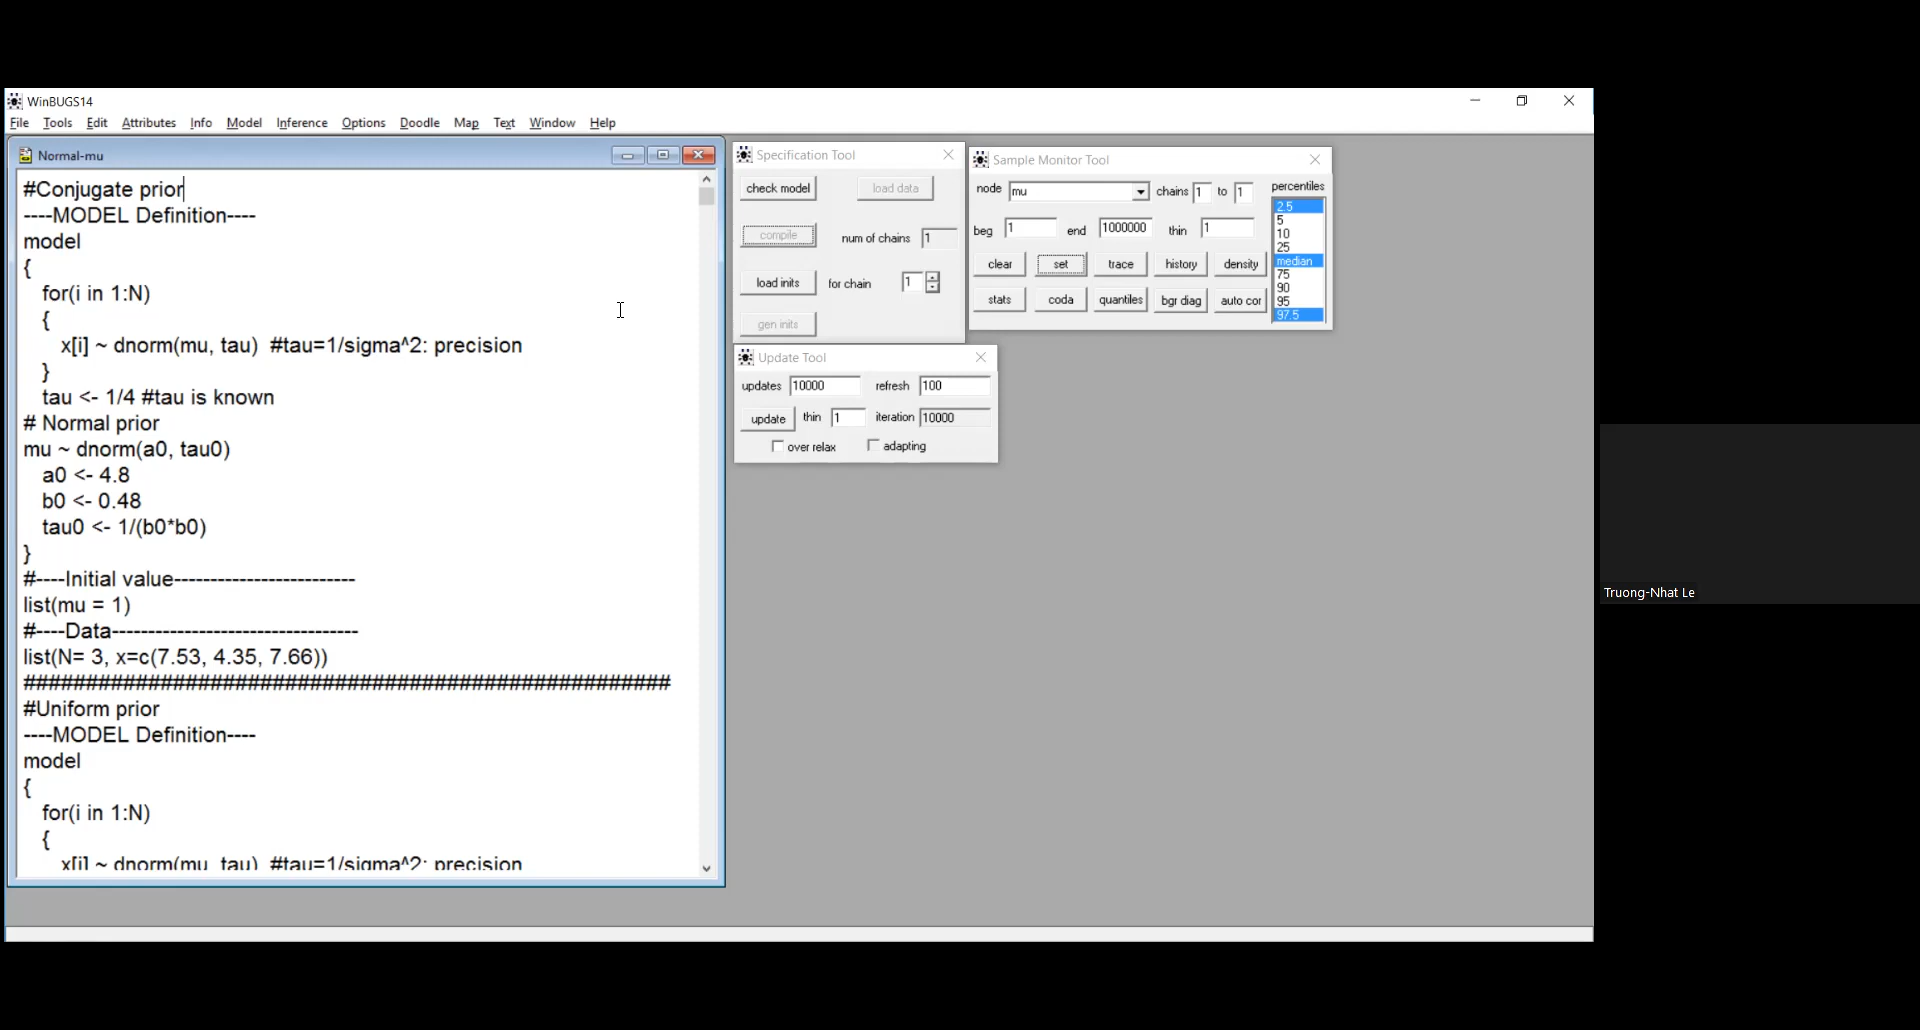 WinBUGS14
File Tools Edit Attributes Info Model Inference Options Doodle Map Text Window Help
Normal-mu
#Conjugate prior
----MODEL Definition----
model
{
for(i in 1:N)
{
x[i] ~ dnorm(mu, tau) #tau=1/sigma^2: precision
}
tau <- 1/4 #tau is known
# Normal prior
mu ~ dnorm(a0, tau0)
a0 <- 4.8
b0 <- 0.48
tau0 <- 1/(b0*b0)
}
#----Initial value-------------------------
list(mu = 1)
#----Data----------------------------------
list(N= 3, x=c(7.53, 4.35, 7.66))
######################################################
#Uniform prior
----MODEL Definition----
model
{
for(i in 1:N)
{
x[i] ~ dnorm(mu, tau) #tau=1/sigma^2: precision
Specification Tool
check model load data
compile num of chains 1
load inits for chain 1
gen inits
Sample Monitor Tool
node mu chains 1 to 1 percentiles
beg 1 end 1000000 thin 1
clear set trace history density
stats coda quantiles bgr diag auto cor
2.5
5
10
25
median
75
90
95
97.5
Update Tool
updates 10000 refresh 100
update thin 1 iteration 10000
over relax adapting
Truong-Nhat Le